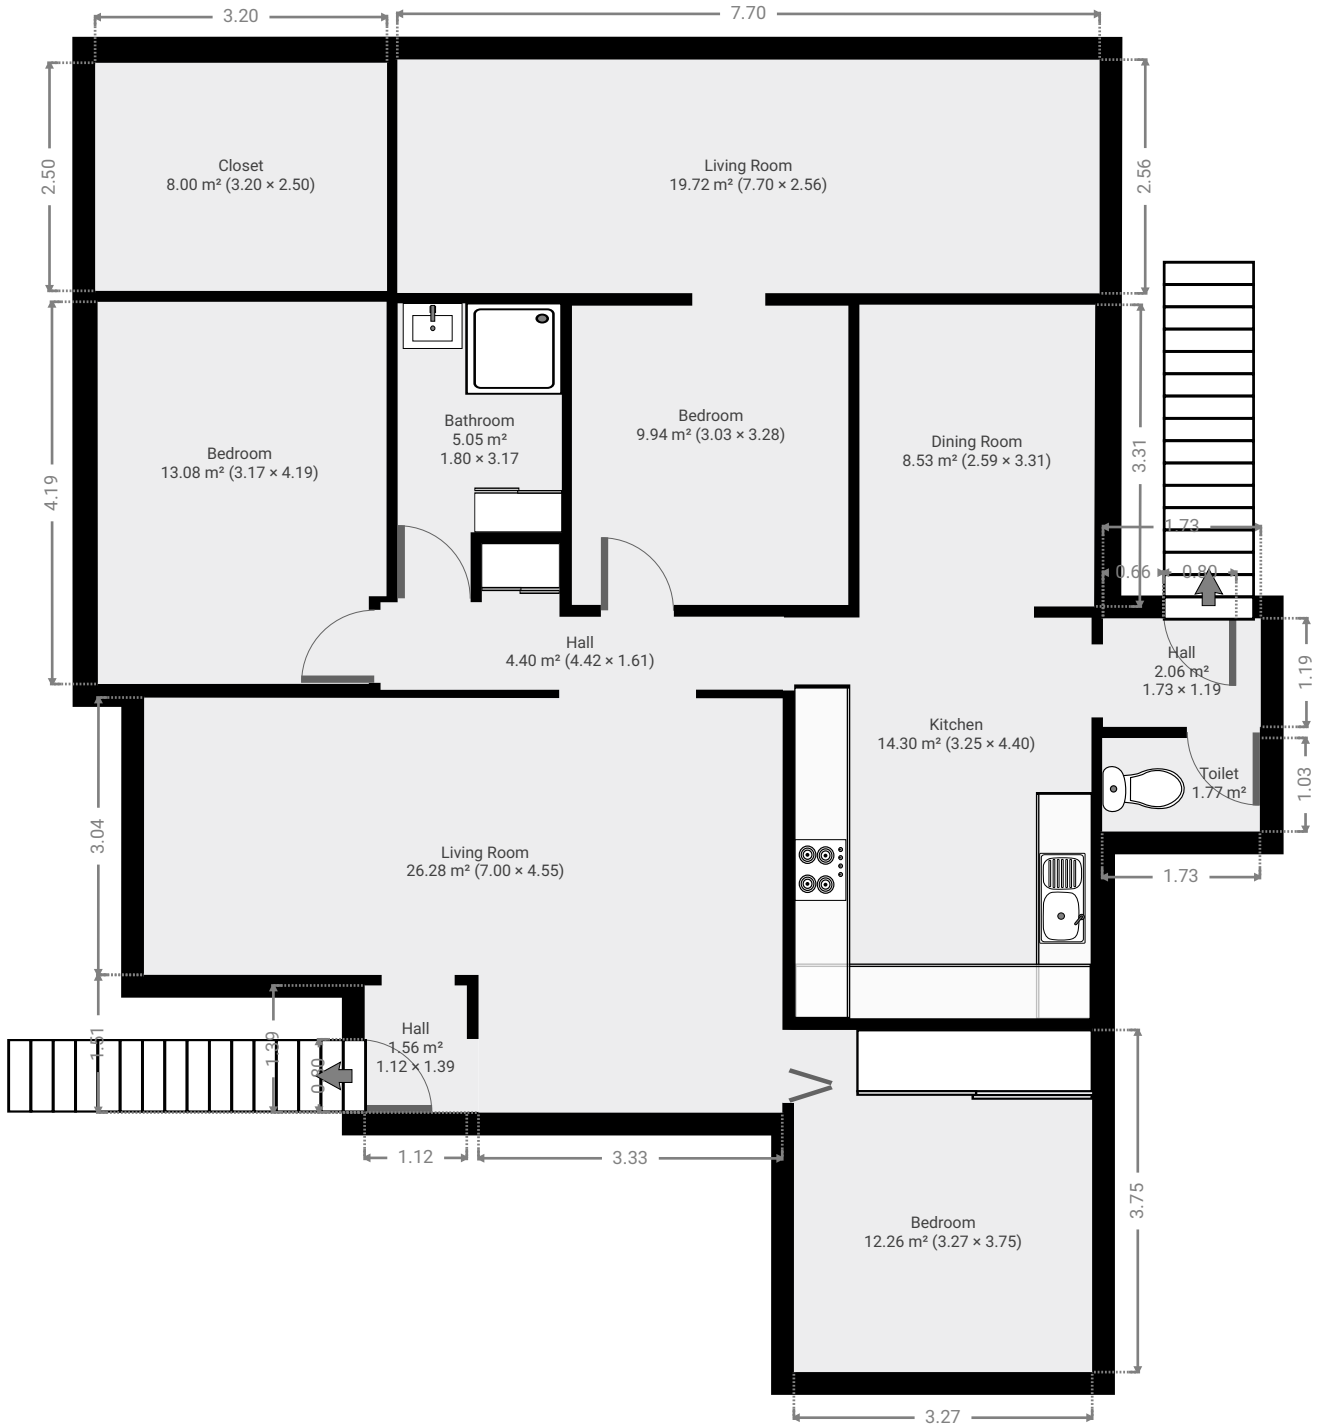 3.20
7.70
2.50
2.56
Closet
8.00 m² (3.20 × 2.50)
Living Room
19.72 m² (7.70 × 2.56)
4.19
3.31
Bedroom
13.08 m² (3.17 × 4.19)
Bathroom
5.05 m²
1.80 × 3.17
Bedroom
9.94 m² (3.03 × 3.28)
Dining Room
8.53 m² (2.59 × 3.31)
1.73
0.66
0.80
Hall
4.40 m² (4.42 × 1.61)
Hall
2.06 m²
1.73 × 1.19
1.19
Kitchen
14.30 m² (3.25 × 4.40)
Toilet
1.77 m²
1.03
1.73
3.04
Living Room
26.28 m² (7.00 × 4.55)
1.51
1.39
0.80
Hall
1.56 m²
1.12 × 1.39
1.12
3.33
Bedroom
12.26 m² (3.27 × 3.75)
3.75
3.27